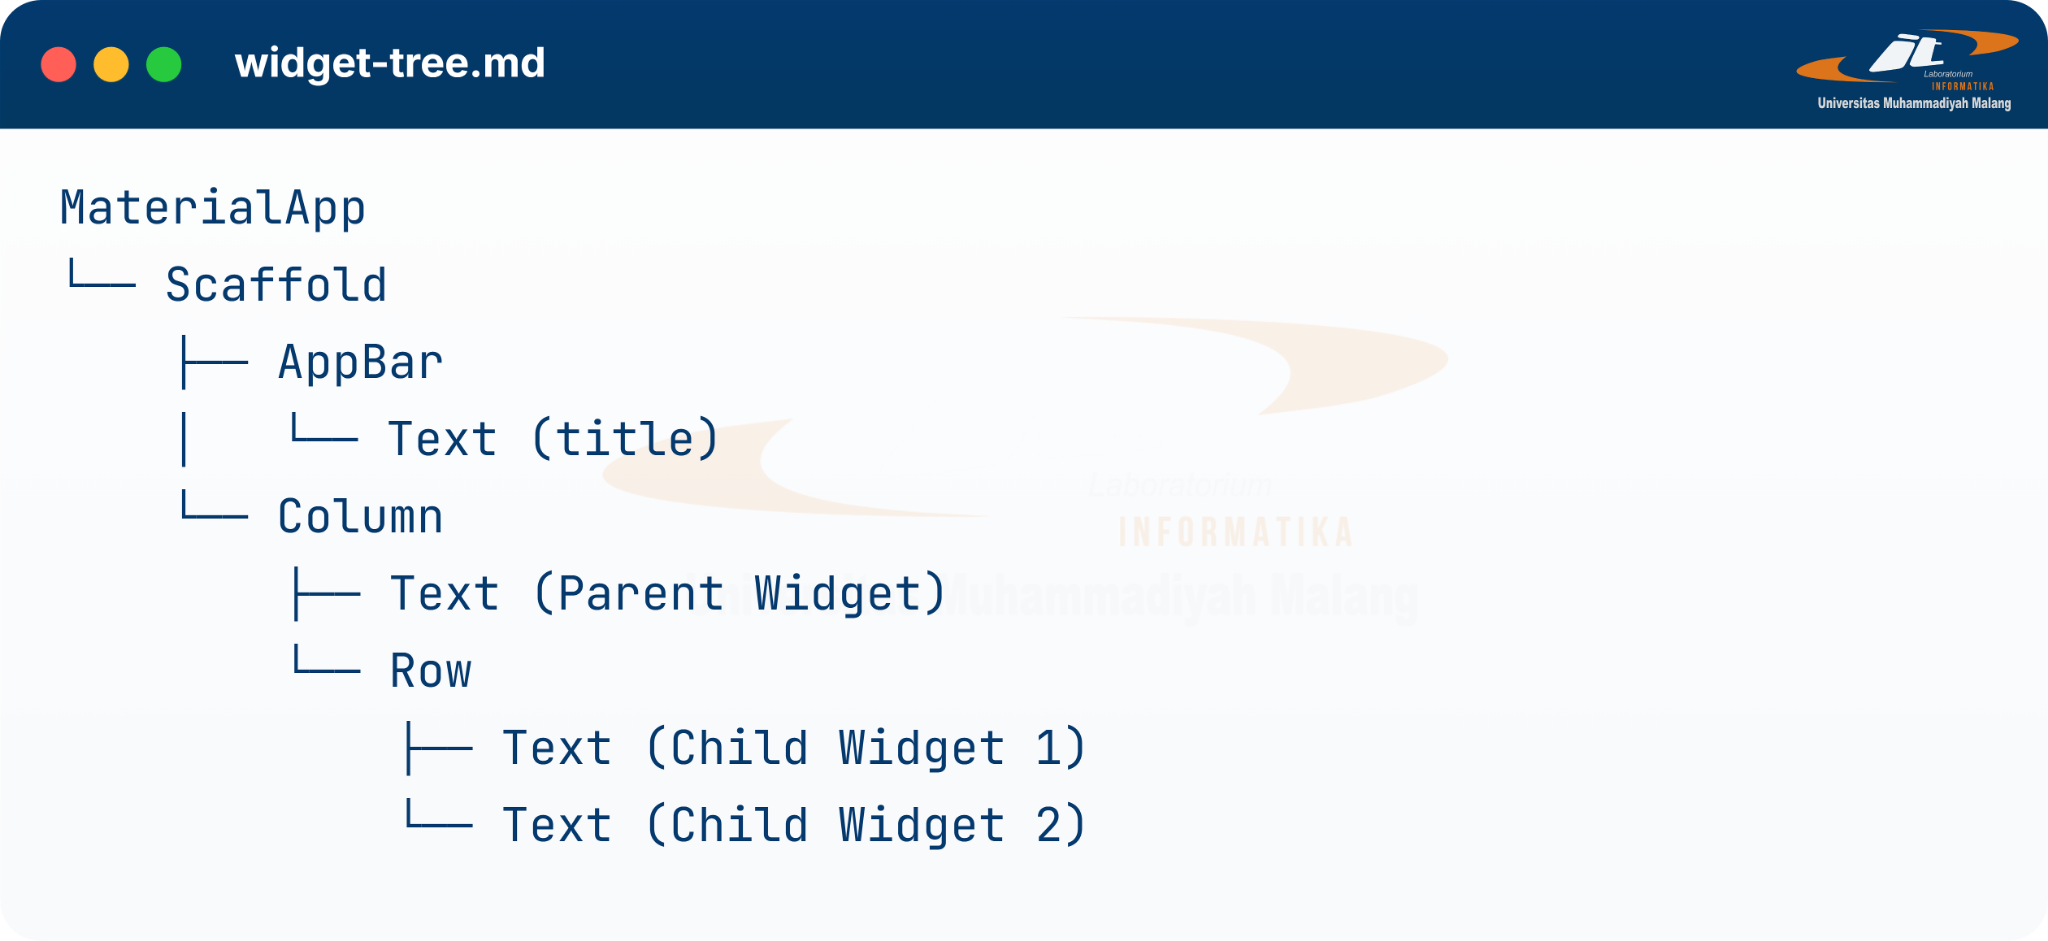 widget-tree.md
Laboratorium
INFORMATIKA
Universitas Muhammadiyah Malang
MaterialApp
└── Scaffold
    ├── AppBar
    │   └── Text (title)
    └── Column
        ├── Text (Parent Widget)
        └── Row
            ├── Text (Child Widget 1)
            └── Text (Child Widget 2)
Laboratorium
INFORMATIKA
Muhammadiyah Malang